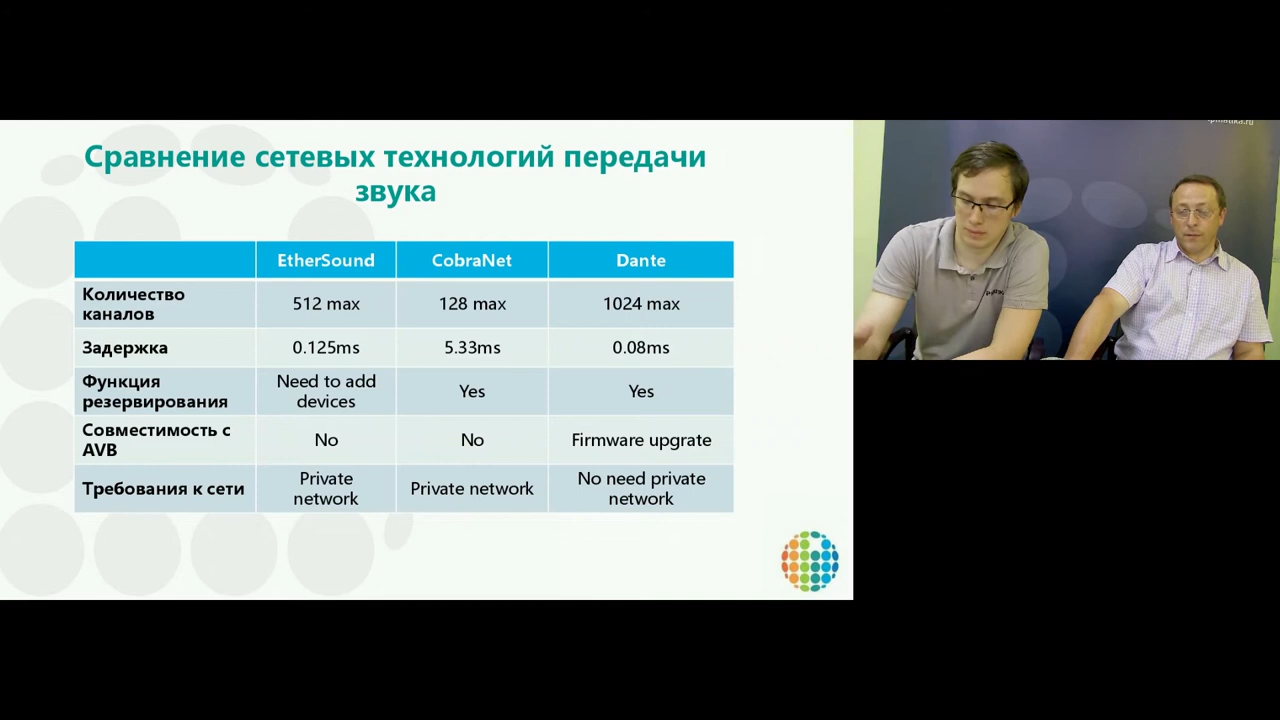 Сравнение сетевых технологий передачи
звука
EtherSound CobraNet Dante
Количество
каналов
512 max 128 max 1024 max
Задержка 0.125ms 5.33ms 0.08ms
Функция
резервирования
Need to add
devices
Yes Yes
Совместимость с
AVB
No No Firmware upgrate
Требования к сети
Private
network
Private network
No need private
network